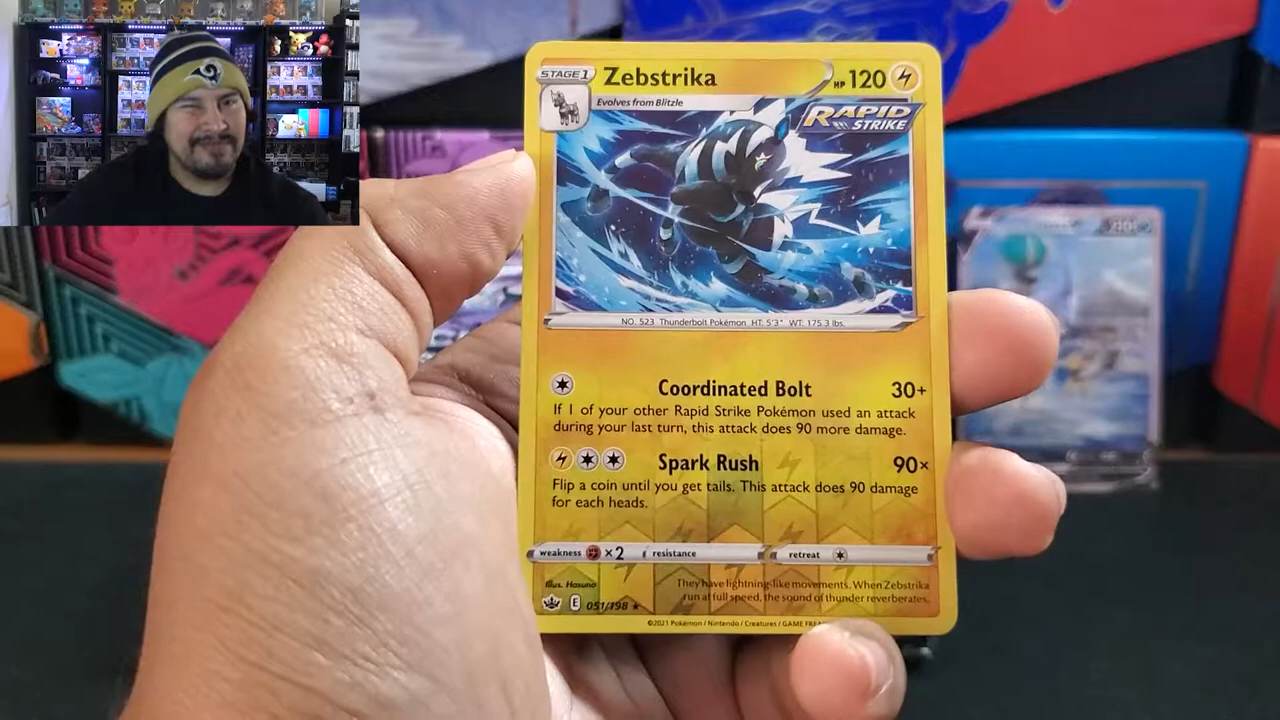 STAGE 1
Zebstrika
HP 120
Evolves from Blitzle
RAPID
STRIKE
NO. 523 Thunderbolt Pokémon HT: 5'3" WT: 175.3 lbs.
Coordinated Bolt 30+
If 1 of your other Rapid Strike Pokémon used an attack
during your last turn, this attack does 90 more damage.
Spark Rush 90×
Flip a coin until you get tails. This attack does 90 damage
for each heads.
weakness ×2 resistance retreat
Illus. Hasuno
They have lightning-like movements. When Zebstrika
run at full speed, the sound of thunder reverberates.
E 051/198 ★
©2021 Pokémon / Nintendo / Creatures / GAME
210